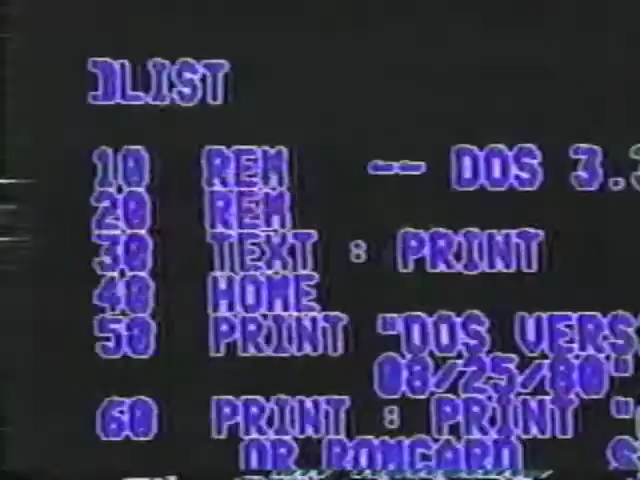 ]LIST
10 REM -- DOS 3.3
20 REM
30 TEXT : PRINT
40 HOME
50 PRINT "DOS VERS
08/25/80"
60 PRINT : PRINT "
OR ROMCARD S